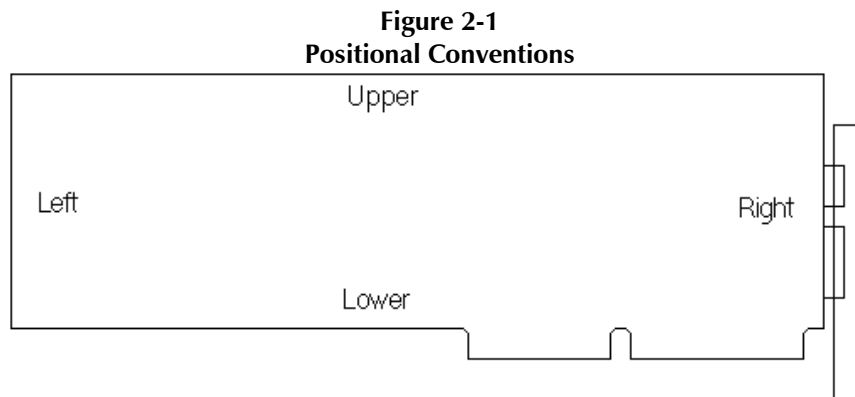 Figure 2-1
Positional Conventions
Upper
Left
Right
Lower